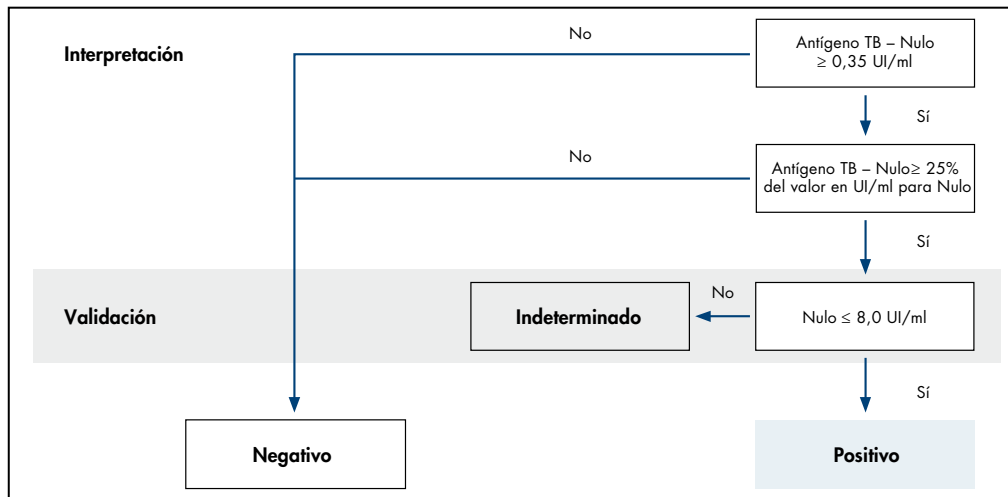 Interpretación
No
Antígeno TB – Nulo
≥ 0,35 UI/ml
Sí
No
Antígeno TB – Nulo≥ 25%
del valor en UI/ml para Nulo
Sí
Validación
Indeterminado
No
Nulo ≤ 8,0 UI/ml
Sí
Negativo
Positivo